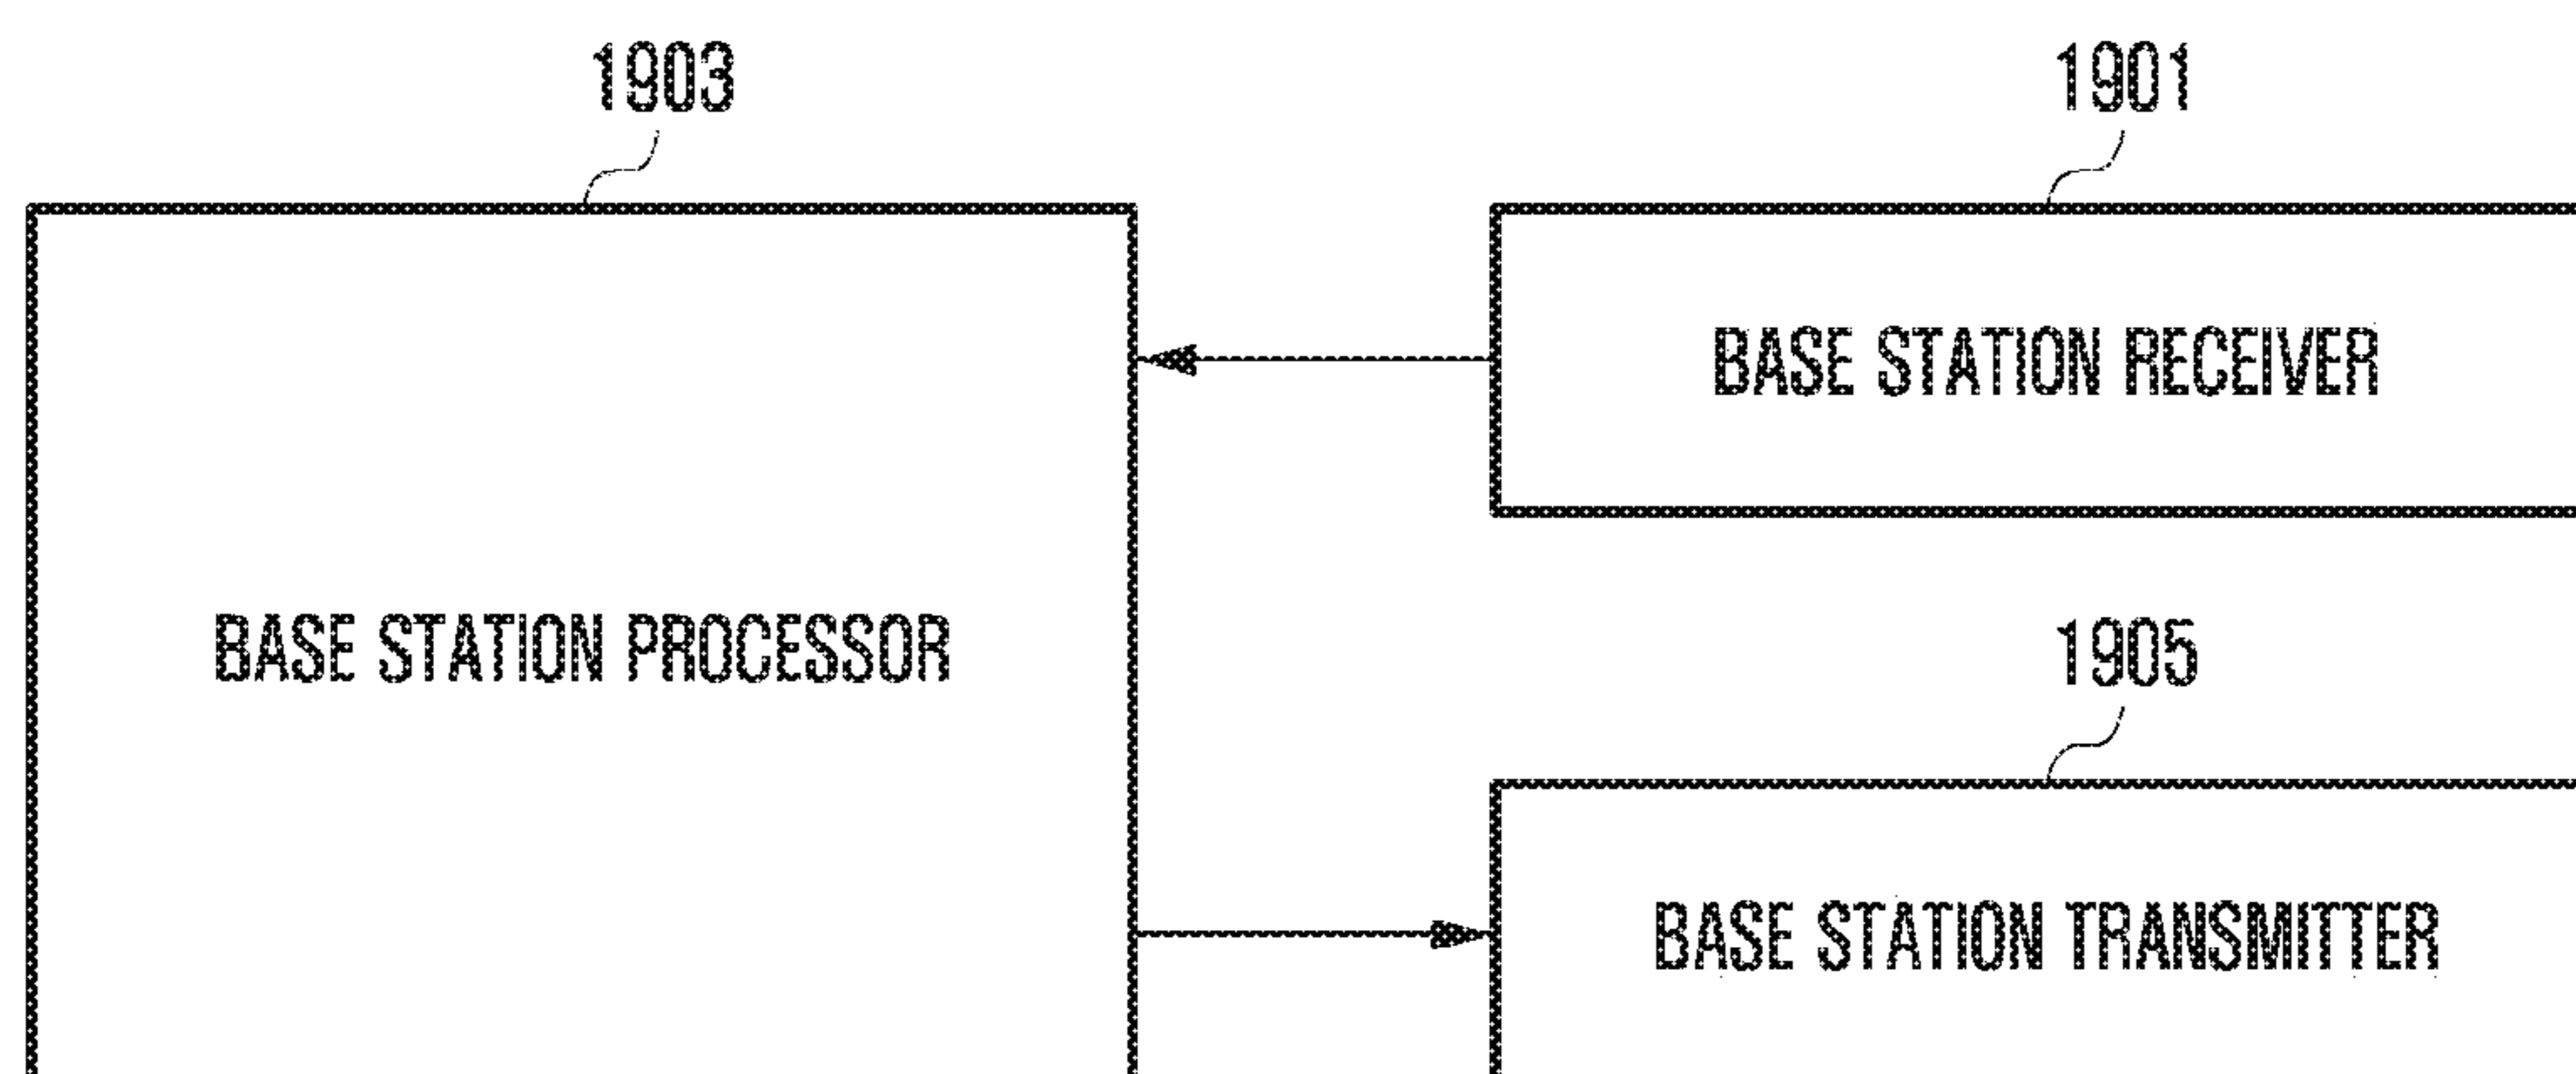 1903
1901
BASE STATION RECEIVER
BASE STATION PROCESSOR
1905
BASE STATION TRANSMITTER